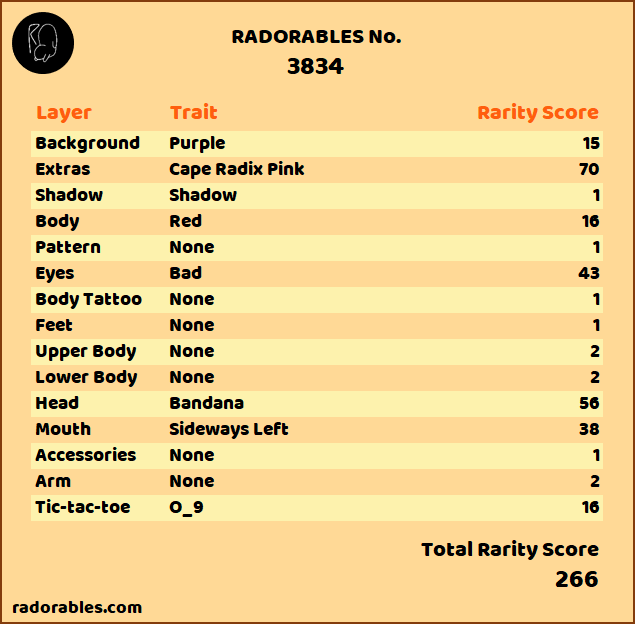 RADORABLES No.
3834
Layer Trait Rarity Score
Background Purple 15
Extras Cape Radix Pink 70
Shadow Shadow 1
Body Red 16
Pattern None 1
Eyes Bad 43
Body Tattoo None 1
Feet None 1
Upper Body None 2
Lower Body None 2
Head Bandana 56
Mouth Sideways Left 38
Accessories None 1
Arm None 2
Tic-tac-toe O_9 16
Total Rarity Score
266
radorables.com